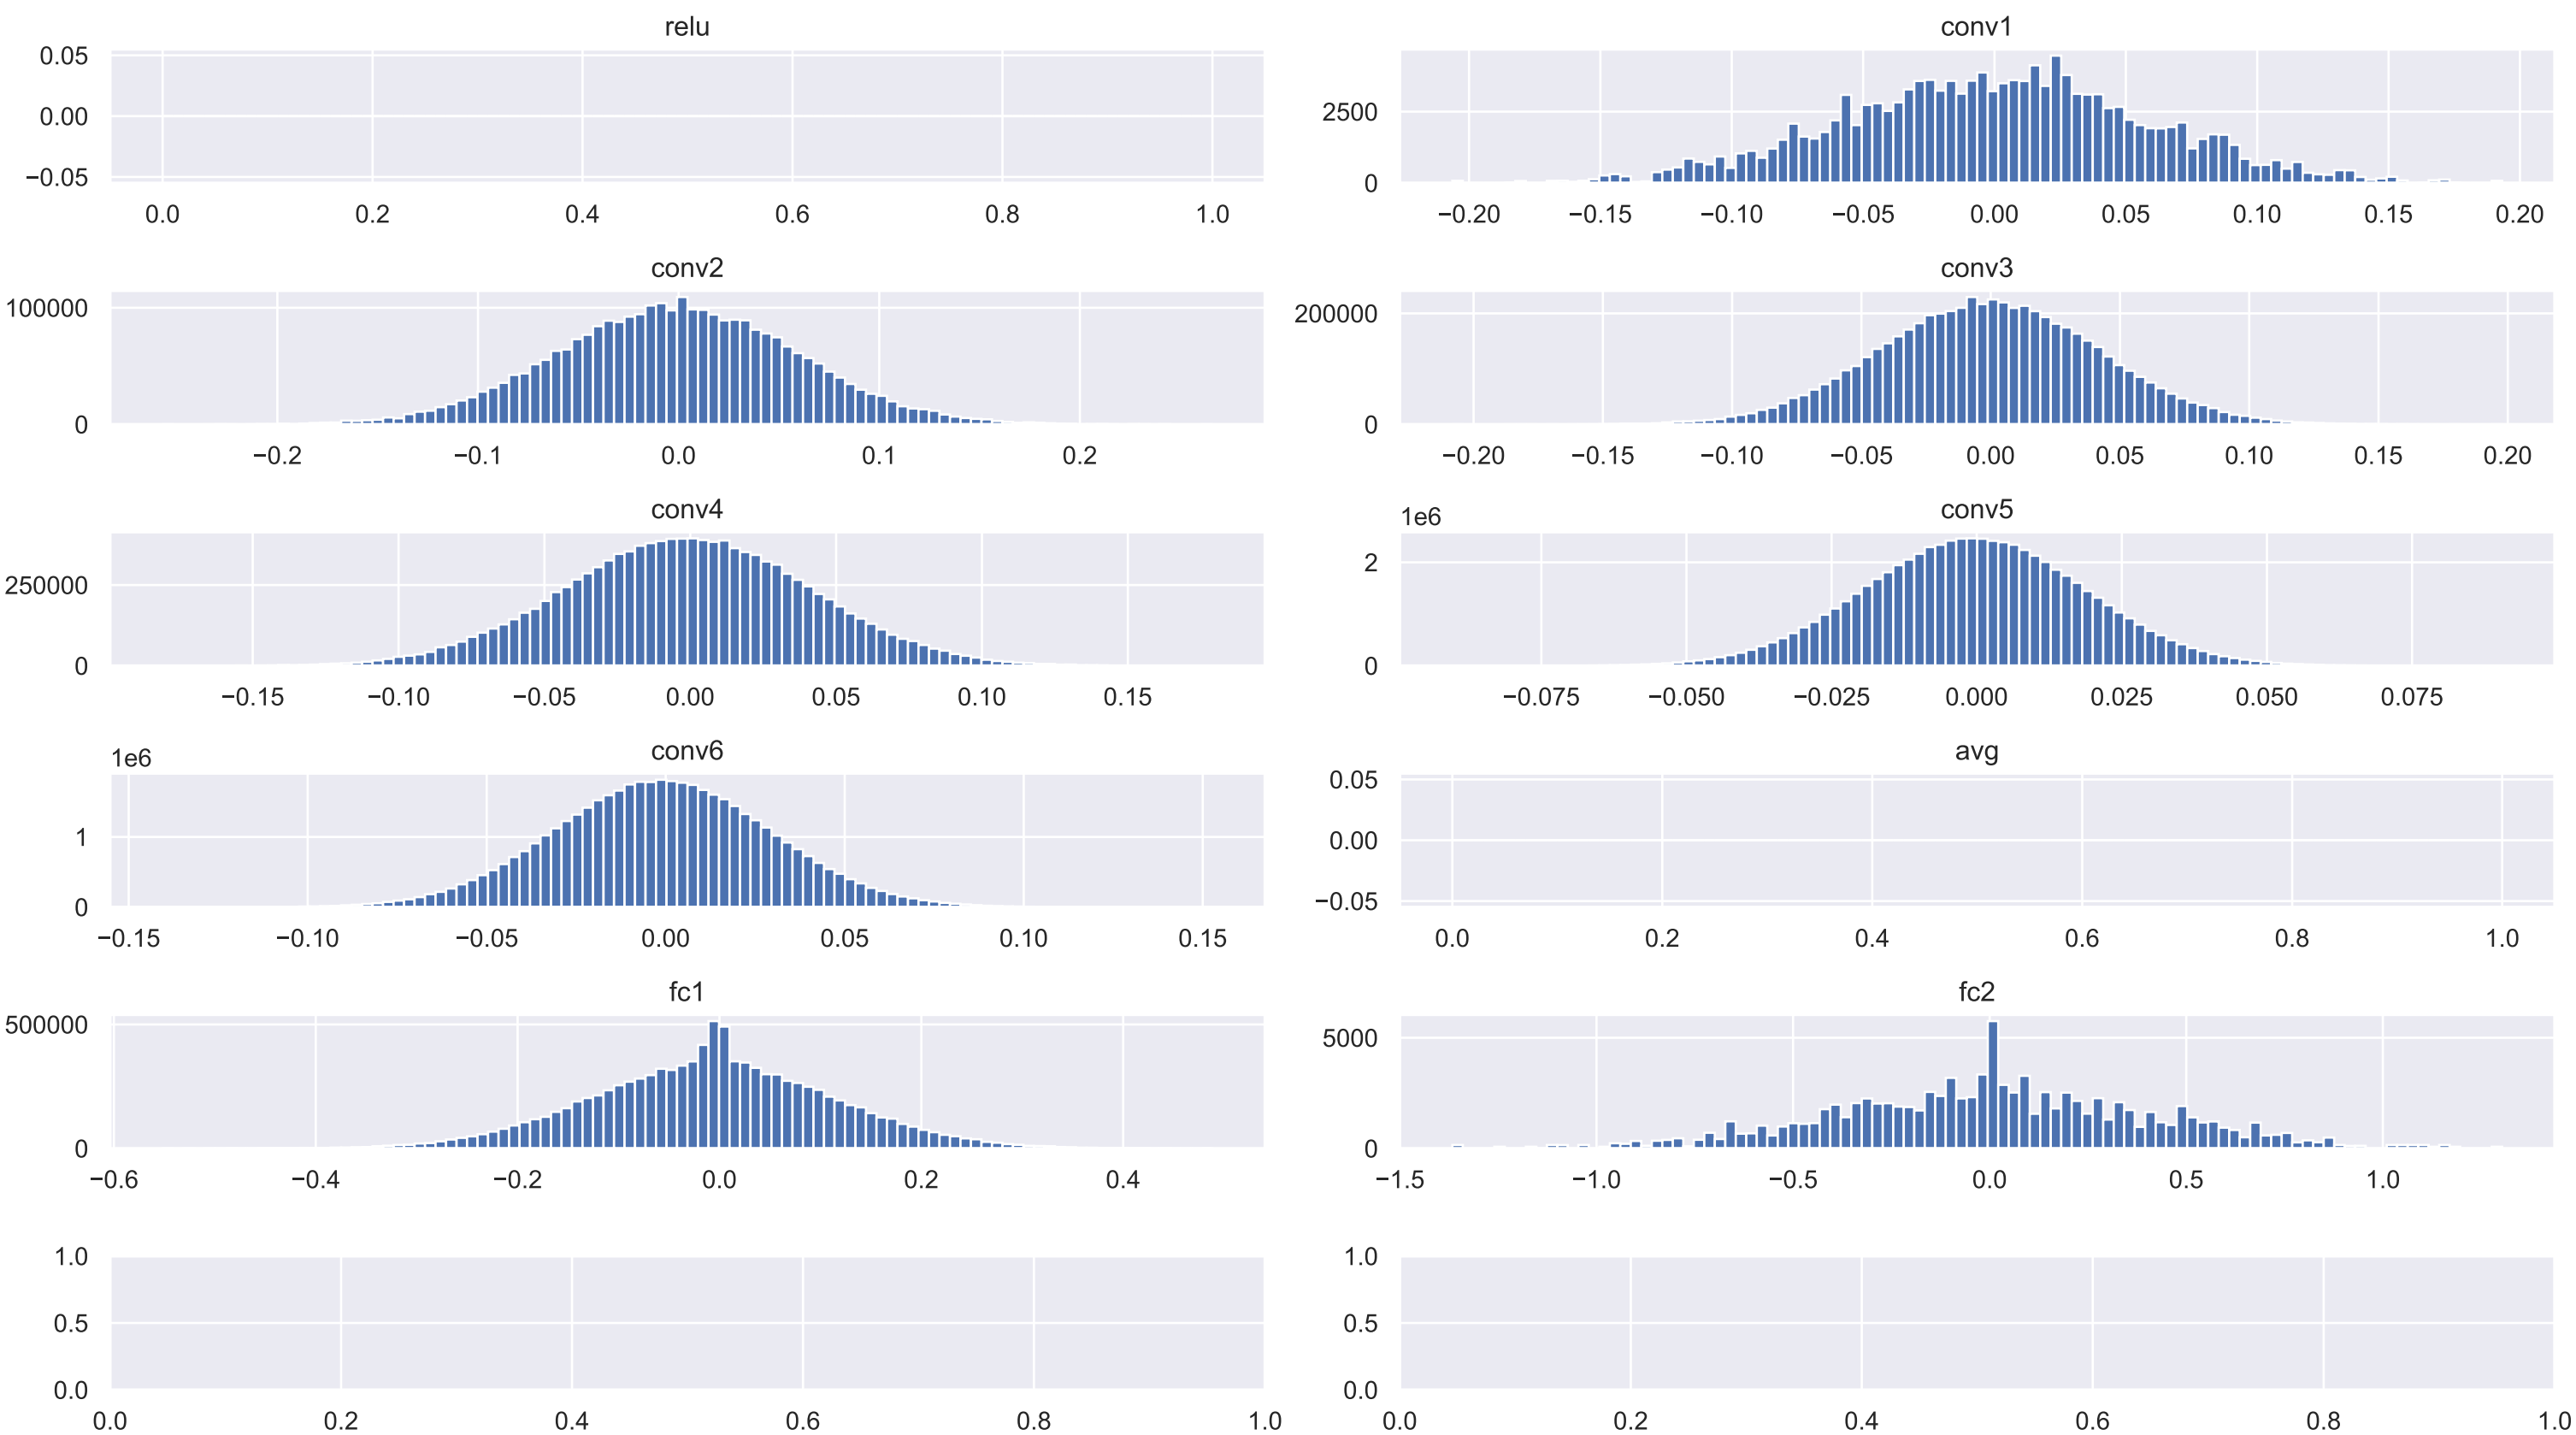 relu conv1
0.05
0.00 2500
−0.05 0
0.0 0.2 0.4 0.6 0.8 1.0 −0.20 −0.15 −0.10 −0.05 0.00 0.05 0.10 0.15 0.20
conv2 conv3
100000 200000
0 0
−0.2 −0.1 0.0 0.1 0.2 −0.20 −0.15 −0.10 −0.05 0.00 0.05 0.10 0.15 0.20
conv4 conv5
1e6
250000 2
0 0
−0.15 −0.10 −0.05 0.00 0.05 0.10 0.15 −0.075 −0.050 −0.025 0.000 0.025 0.050 0.075
conv6 avg
1e6 0.05
1 0.00
0 −0.05
−0.15 −0.10 −0.05 0.00 0.05 0.10 0.15 0.0 0.2 0.4 0.6 0.8 1.0
fc1 fc2
500000 5000
0 0
−0.6 −0.4 −0.2 0.0 0.2 0.4 −1.5 −1.0 −0.5 0.0 0.5 1.0
1.0 1.0
0.5 0.5
0.0 0.0
0.0 0.2 0.4 0.6 0.8 1.0 0.0 0.2 0.4 0.6 0.8 1.0